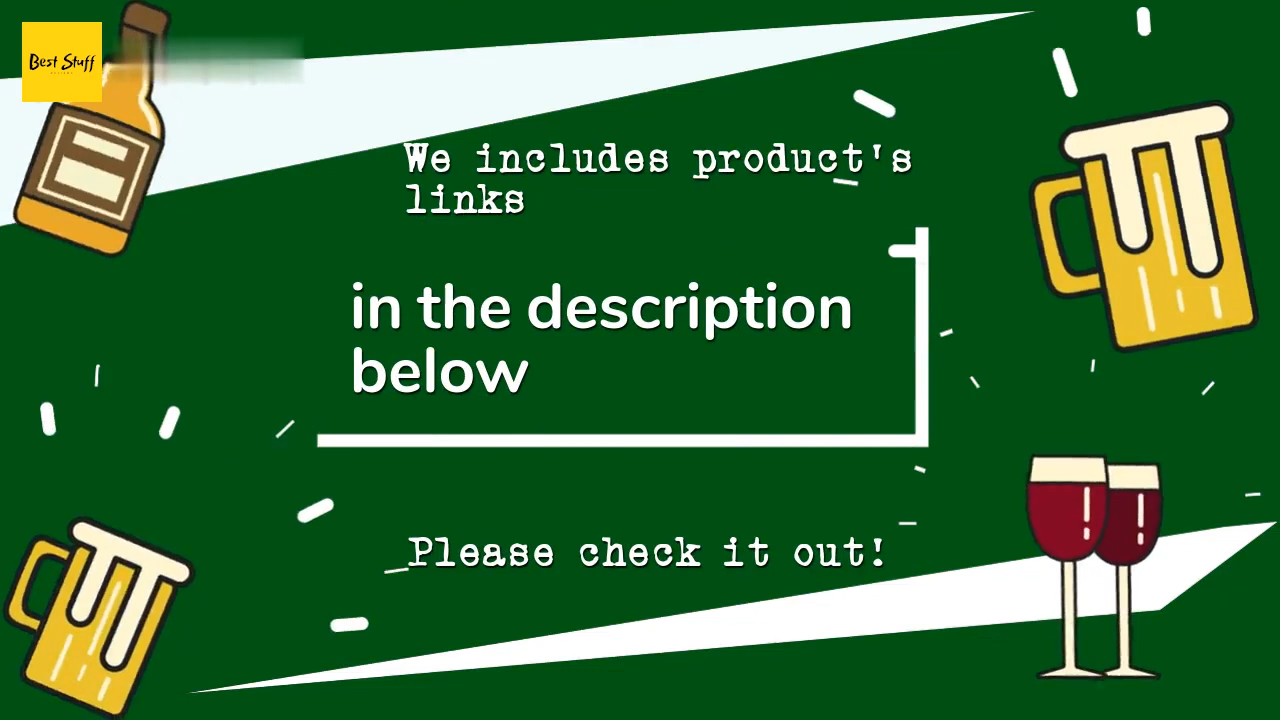 Best Stuff
We includes product's
links
in the description
below
Please check it out!